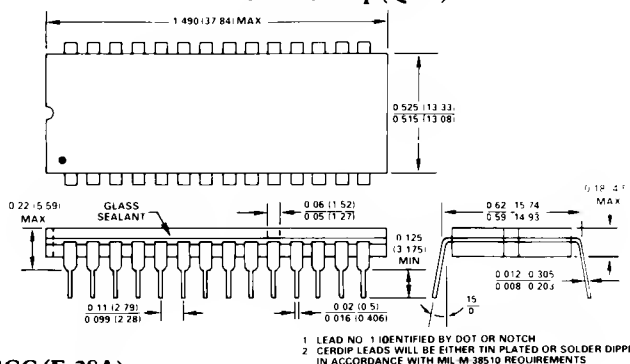 1.490 (37.84) MAX
0.525 (13.33)
0.515 (13.08)
0.22 (5.59)
MAX
GLASS
SEALANT
0.06 (1.52)
0.05 (1.27)
0.125
(3.175)
MIN
0.62 15.74
0.59 14.93
MAX
0.11 (2.79)
0.099 (2.28)
0.02 (0.5)
0.016 (0.406)
15
0
0.012 0.305
0.008 0.203
1 LEAD NO. 1 IDENTIFIED BY DOT OR NOTCH
2 CERDIP LEADS WILL BE EITHER TIN PLATED OR SOLDER DIPP
IN ACCORDANCE WITH MIL-M-38510 REQUIREMENTS